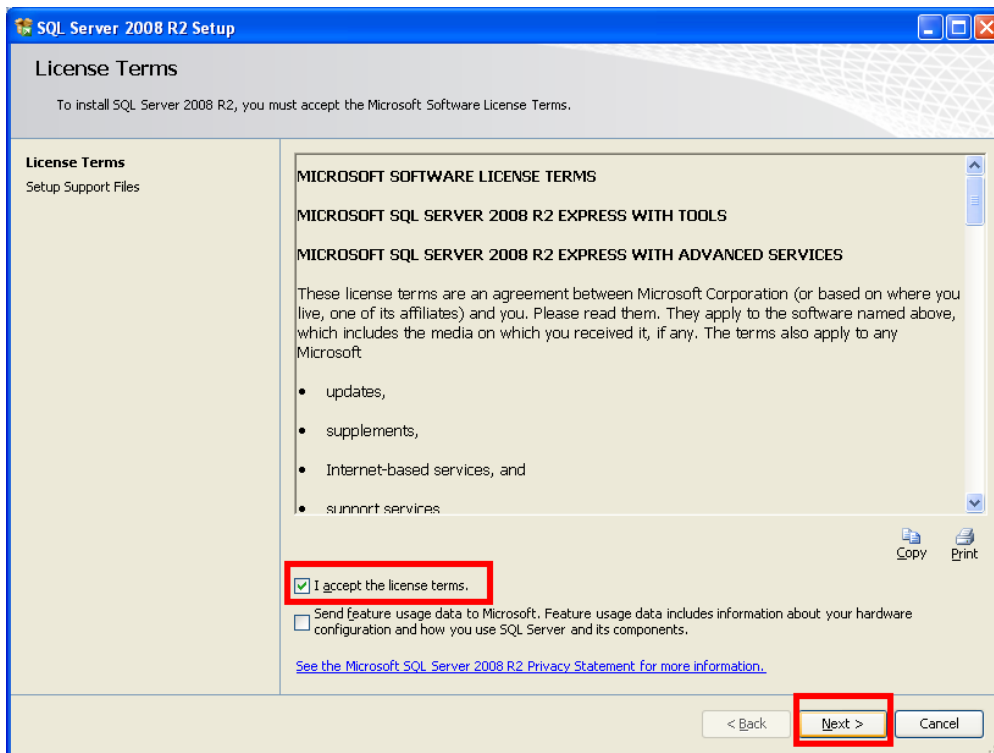 SQL Server 2008 R2 Setup
License Terms
To install SQL Server 2008 R2, you must accept the Microsoft Software License Terms.
License Terms
Setup Support Files
MICROSOFT SOFTWARE LICENSE TERMS
MICROSOFT SQL SERVER 2008 R2 EXPRESS WITH TOOLS
MICROSOFT SQL SERVER 2008 R2 EXPRESS WITH ADVANCED SERVICES
These license terms are an agreement between Microsoft Corporation (or based on where you
live, one of its affiliates) and you. Please read them. They apply to the software named above,
which includes the media on which you received it, if any. The terms also apply to any
Microsoft
• updates,
• supplements,
• Internet-based services, and
• support services
Copy
Print
I accept the license terms.
Send feature usage data to Microsoft. Feature usage data includes information about your hardware
configuration and how you use SQL Server and its components.
See the Microsoft SQL Server 2008 R2 Privacy Statement for more information.
< Back
Next >
Cancel